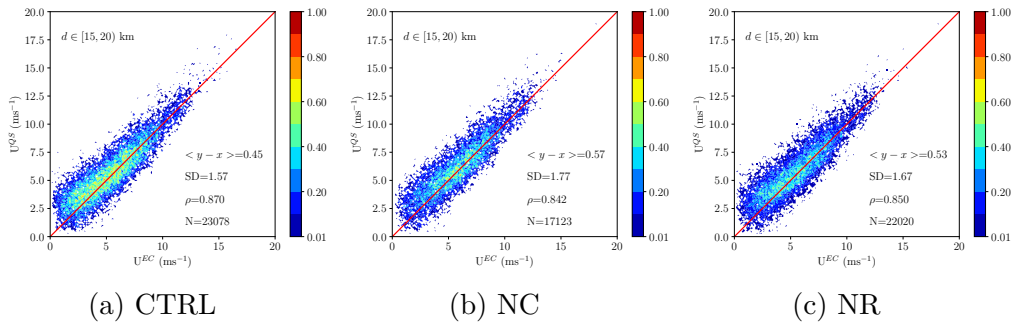 20.0
17.5
15.0
12.5
10.0
7.5
5.0
2.5
0.0
0 5 10 15 20
U^{QS} (ms^{−1})
U^{EC} (ms^{−1})
d ∈ [15, 20) km
< y − x >=0.45
SD=1.57
ρ=0.870
N=23078
1.00
0.80
0.60
0.40
0.20
0.01
(a) CTRL
20.0
17.5
15.0
12.5
10.0
7.5
5.0
2.5
0.0
0 5 10 15 20
U^{QS} (ms^{−1})
U^{EC} (ms^{−1})
d ∈ [15, 20) km
< y − x >=0.57
SD=1.77
ρ=0.842
N=17123
1.00
0.80
0.60
0.40
0.20
0.01
(b) NC
20.0
17.5
15.0
12.5
10.0
7.5
5.0
2.5
0.0
0 5 10 15 20
U^{QS} (ms^{−1})
U^{EC} (ms^{−1})
d ∈ [15, 20) km
< y − x >=0.53
SD=1.67
ρ=0.850
N=22020
1.00
0.80
0.60
0.40
0.20
0.01
(c) NR